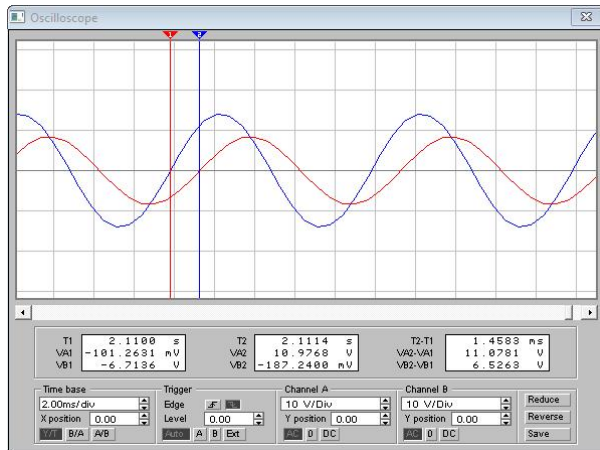 Oscilloscope
1 2
T1 2.1100 s T2 2.1114 s T2-T1 1.4583 ms
VA1 -101.2631 mV VA2 10.9768 V VA2-VA1 11.0781 V
VB1 -6.7136 V VB2 -187.2400 mV VB2-VB1 6.5263 V
Time base Trigger Channel A Channel B Reduce
2.00ms/div Edge 10 V/Div 10 V/Div Reverse
X position 0.00 Level 0.00 Y position 0.00 Y position 0.00
Y/T B/A A/B Auto A B Ext AC 0 DC AC 0 DC Save